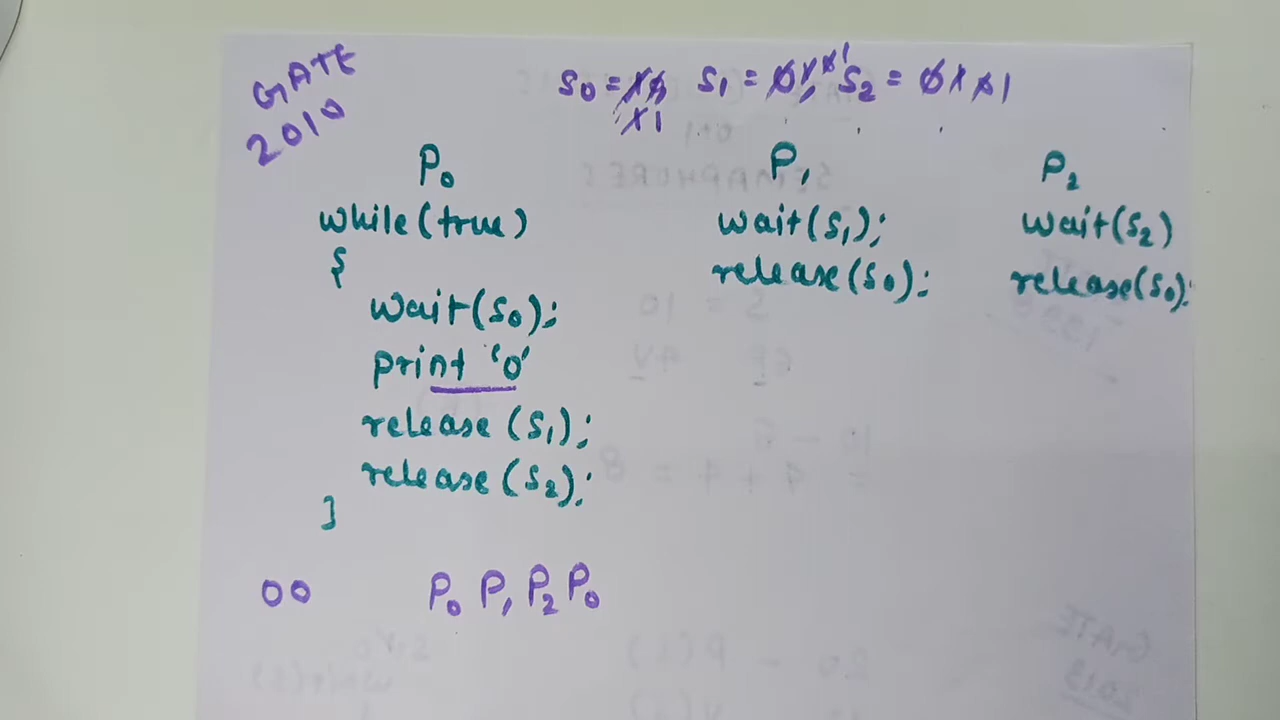 GATE 2010
S0 = 1 0 1 1 S1 = 0 1 0 1 S2 = 0 1 0 1
P0 P1 P2
while(true) wait(S1); wait(S2)
{ release(S0); release(S0);
wait(S0);
print '0'
release (S1);
release (S2);
}
00 P0 P1 P2 P0